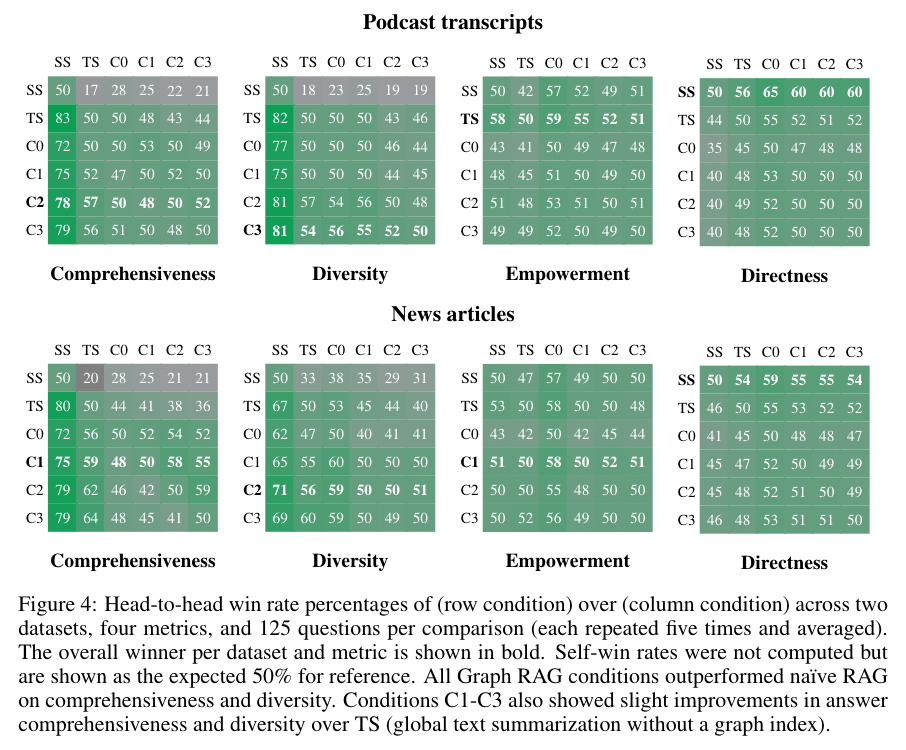 Podcast transcripts
SS TS C0 C1 C2 C3
SS 50 17 28 25 22 21
TS 83 50 50 48 43 44
C0 72 50 50 53 50 49
C1 75 52 47 50 52 50
C2 78 57 50 48 50 52
C3 79 56 51 50 48 50
Comprehensiveness
SS TS C0 C1 C2 C3
SS 50 18 23 25 19 19
TS 82 50 50 50 43 46
C0 77 50 50 50 46 44
C1 75 50 50 50 44 45
C2 81 57 54 56 50 48
C3 81 54 56 55 52 50
Diversity
SS TS C0 C1 C2 C3
SS 50 42 57 52 49 51
TS 58 50 59 55 52 51
C0 43 41 50 49 47 48
C1 48 45 51 50 49 50
C2 51 48 53 51 50 51
C3 49 49 52 50 49 50
Empowerment
SS TS C0 C1 C2 C3
SS 50 56 65 60 60 60
TS 44 50 55 52 51 52
C0 35 45 50 47 48 48
C1 40 48 53 50 50 50
C2 40 49 52 50 50 50
C3 40 48 52 50 50 50
Directness
News articles
SS TS C0 C1 C2 C3
SS 50 20 28 25 21 21
TS 80 50 44 41 38 36
C0 72 56 50 52 54 52
C1 75 59 48 50 58 55
C2 79 62 46 42 50 59
C3 79 64 48 45 41 50
Comprehensiveness
SS TS C0 C1 C2 C3
SS 50 33 38 35 29 31
TS 67 50 53 45 44 40
C0 62 47 50 40 41 41
C1 65 55 60 50 50 50
C2 71 56 59 50 50 51
C3 69 60 59 50 49 50
Diversity
SS TS C0 C1 C2 C3
SS 50 47 57 49 50 50
TS 53 50 58 50 50 48
C0 43 42 50 42 45 44
C1 51 50 58 50 52 51
C2 50 50 55 48 50 50
C3 50 52 56 49 50 50
Empowerment
SS TS C0 C1 C2 C3
SS 50 54 59 55 55 54
TS 46 50 55 53 52 52
C0 41 45 50 48 48 47
C1 45 47 52 50 49 49
C2 45 48 52 51 50 49
C3 46 48 53 51 51 50
Directness
Figure 4: Head-to-head win rate percentages of (row condition) over (column condition) across two
datasets, four metrics, and 125 questions per comparison (each repeated five times and averaged).
The overall winner per dataset and metric is shown in bold. Self-win rates were not computed but
are shown as the expected 50% for reference. All Graph RAG conditions outperformed naïve RAG
on comprehensiveness and diversity. Conditions C1-C3 also showed slight improvements in answer
comprehensiveness and diversity over TS (global text summarization without a graph index).